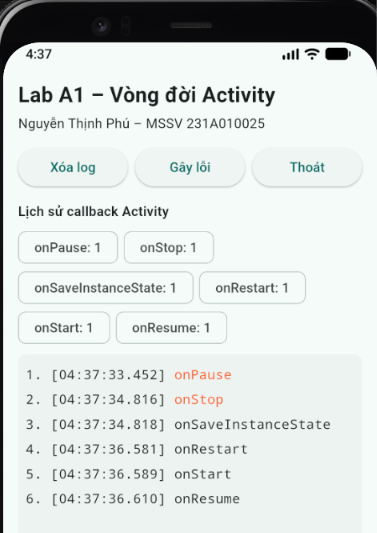 4:37
Lab A1 – Vòng đời Activity
Nguyễn Thịnh Phú – MSSV 231A010025
Xóa log Gây lỗi Thoát
Lịch sử callback Activity
onPause: 1 onStop: 1
onSaveInstanceState: 1 onRestart: 1
onStart: 1 onResume: 1
1. [04:37:33.452] onPause
2. [04:37:34.816] onStop
3. [04:37:34.818] onSaveInstanceState
4. [04:37:36.581] onRestart
5. [04:37:36.589] onStart
6. [04:37:36.610] onResume